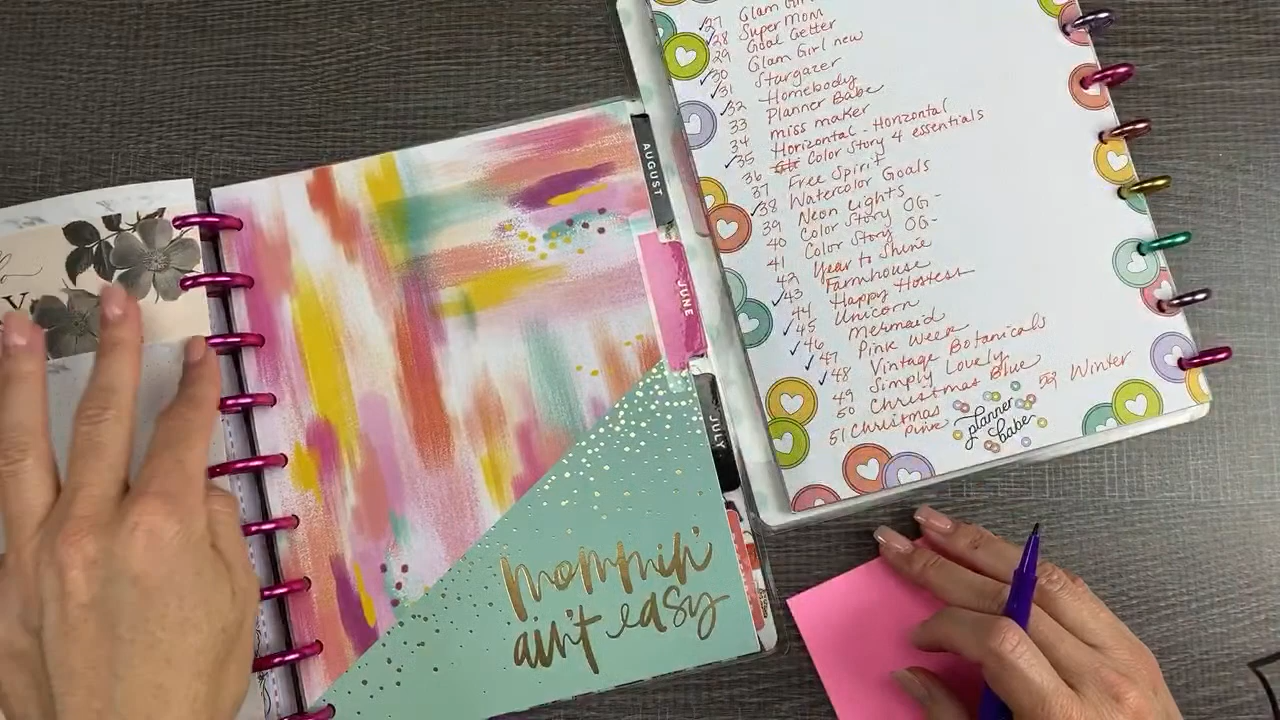 AUGUST
JUNE
JULY
mommin'
ain't easy
27 Glam Girl
28 Super Mom
29 Goal Getter
30 Glam Girl new
31 Stargazer
32 Homebody
33 Planner Babe
34 miss maker
35 Horizontal - Horizontal
36 Color Story 4 essentials
37 Free Spirit
38 Watercolor Goals
39 Neon Lights
40 Color Story OG-
41 Color Story OG-
42 Year to Shine
43 Farmhouse
44 Happy Hostess
45 Unicorn
46 Mermaid
47 Pink Week
48 Vintage Botanicals
49 Simply Lovely
50 Christmas Blue
51 Christmas Pink
52 Winter
planner
babe